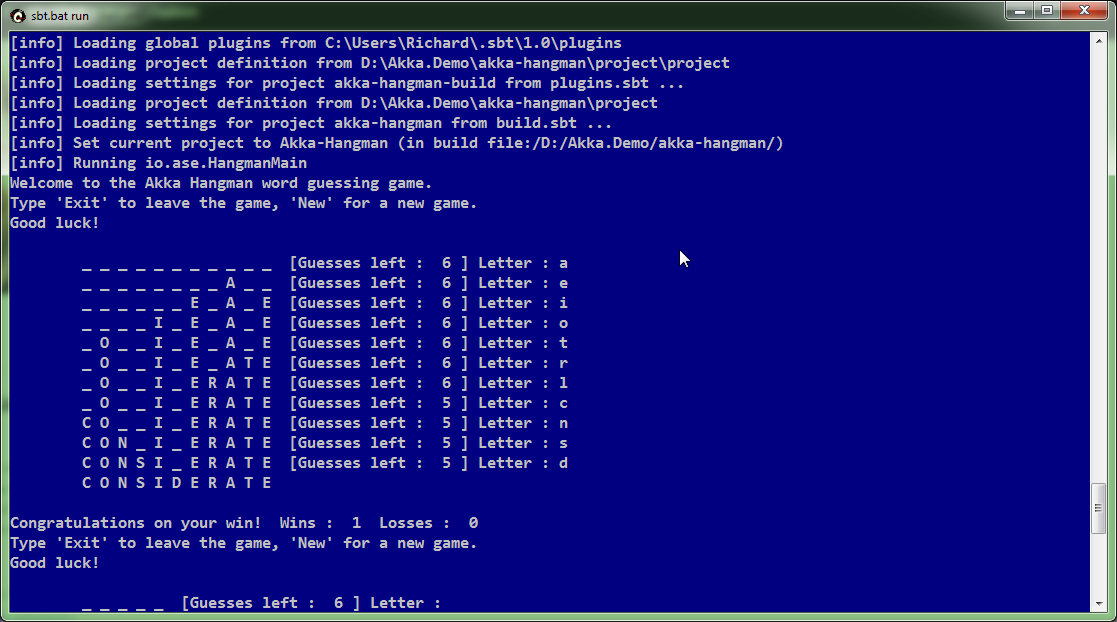 sbt.bat run
[info] Loading global plugins from C:\Users\Richard\.sbt\1.0\plugins
[info] Loading project definition from D:\Akka.Demo\akka-hangman\project\project
[info] Loading settings for project akka-hangman-build from plugins.sbt ...
[info] Loading project definition from D:\Akka.Demo\akka-hangman\project
[info] Loading settings for project akka-hangman from build.sbt ...
[info] Set current project to Akka-Hangman (in build file:/D:/Akka.Demo/akka-hangman/)
[info] Running io.ase.HangmanMain
Welcome to the Akka Hangman word guessing game.
Type 'Exit' to leave the game, 'New' for a new game.
Good luck!
_ _ _ _ _ _ _ _ _ _ _  [Guesses left :  6 ] Letter : a
_ _ _ _ _ _ _ _ A _ _  [Guesses left :  6 ] Letter : e
_ _ _ _ _ _ E _ A _ E  [Guesses left :  6 ] Letter : i
_ _ _ _ I _ E _ A _ E  [Guesses left :  6 ] Letter : o
_ O _ _ I _ E _ A _ E  [Guesses left :  6 ] Letter : t
_ O _ _ I _ E _ A T E  [Guesses left :  6 ] Letter : r
_ O _ _ I _ E R A T E  [Guesses left :  6 ] Letter : l
_ O _ _ I _ E R A T E  [Guesses left :  5 ] Letter : c
C O _ _ I _ E R A T E  [Guesses left :  5 ] Letter : n
C O N _ I _ E R A T E  [Guesses left :  5 ] Letter : s
C O N S I _ E R A T E  [Guesses left :  5 ] Letter : d
C O N S I D E R A T E
Congratulations on your win!  Wins :  1  Losses :  0
Type 'Exit' to leave the game, 'New' for a new game.
Good luck!
_ _ _ _ _  [Guesses left :  6 ] Letter :